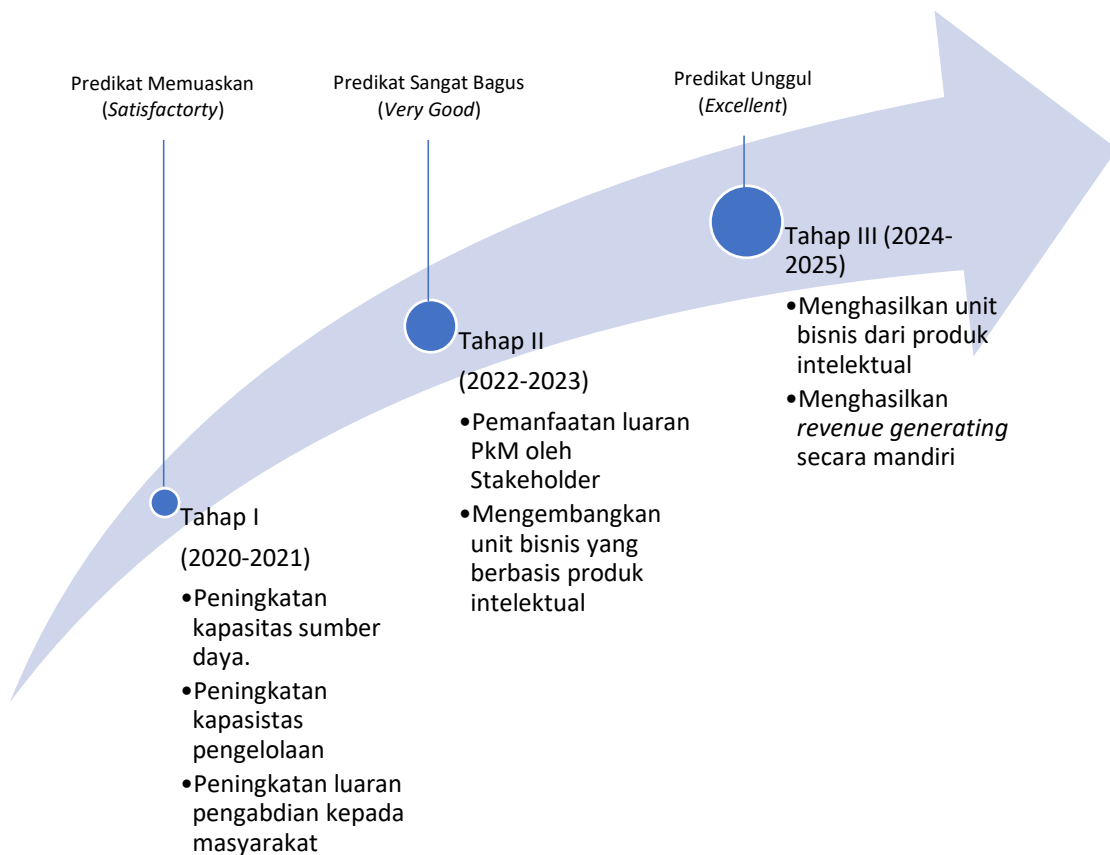 Predikat Memuaskan
(Satisfactorty)
Predikat Sangat Bagus
(Very Good)
Predikat Unggul
(Excellent)
Tahap I
(2020-2021)
•Peningkatan
kapasitas sumber
daya.
•Peningkatan
kapasistas
pengelolaan
•Peningkatan luaran
pengabdian kepada
masyarakat
Tahap II
(2022-2023)
•Pemanfaatan luaran
PkM oleh
Stakeholder
•Mengembangkan
unit bisnis yang
berbasis produk
intelektual
Tahap III (2024-
2025)
•Menghasilkan unit
bisnis dari produk
intelektual
•Menghasilkan
revenue generating
secara mandiri